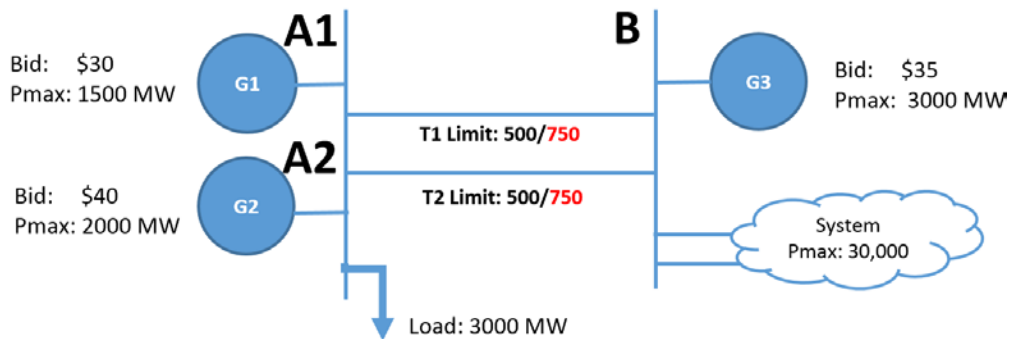 A1
B
Bid: $30
Pmax: 1500 MW
G1
G3
Bid: $35
Pmax: 3000 MW
T1 Limit: 500/750
A2
Bid: $40
Pmax: 2000 MW
G2
T2 Limit: 500/750
System
Pmax: 30,000
Load: 3000 MW